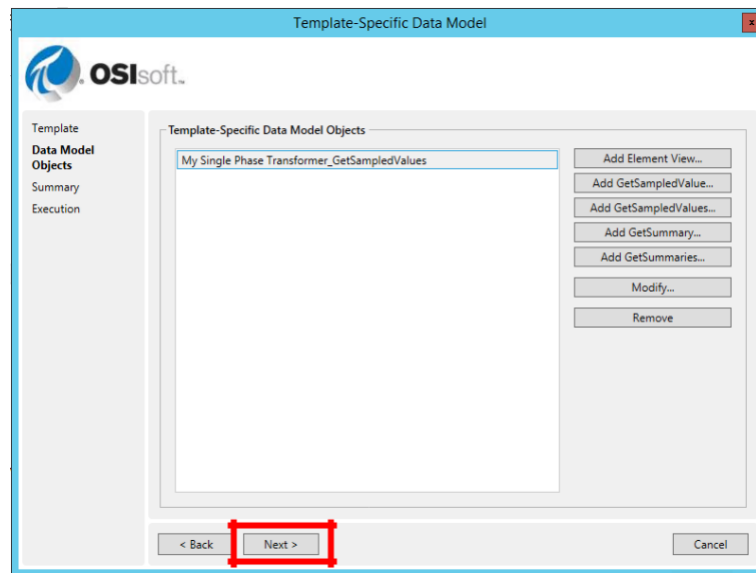 Template-Specific Data Model
x
OSIsoft.
Template
Data Model
Objects
Summary
Execution
Template-Specific Data Model Objects
My Single Phase Transformer_GetSampledValues
Add Element View...
Add GetSampledValue...
Add GetSampledValues...
Add GetSummary...
Add GetSummaries...
Modify...
Remove
< Back
Next >
Cancel